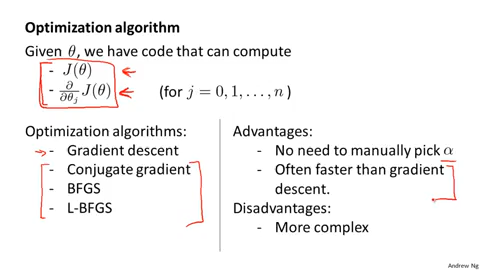 Optimization algorithm
Given θ, we have code that can compute
- J(θ)
- ∂/∂θⱼ J(θ) (for j = 0, 1, . . . , n )
Optimization algorithms:
- Gradient descent
- Conjugate gradient
- BFGS
- L-BFGS
Advantages:
- No need to manually pick α
- Often faster than gradient
descent.
Disadvantages:
- More complex
Andrew Ng